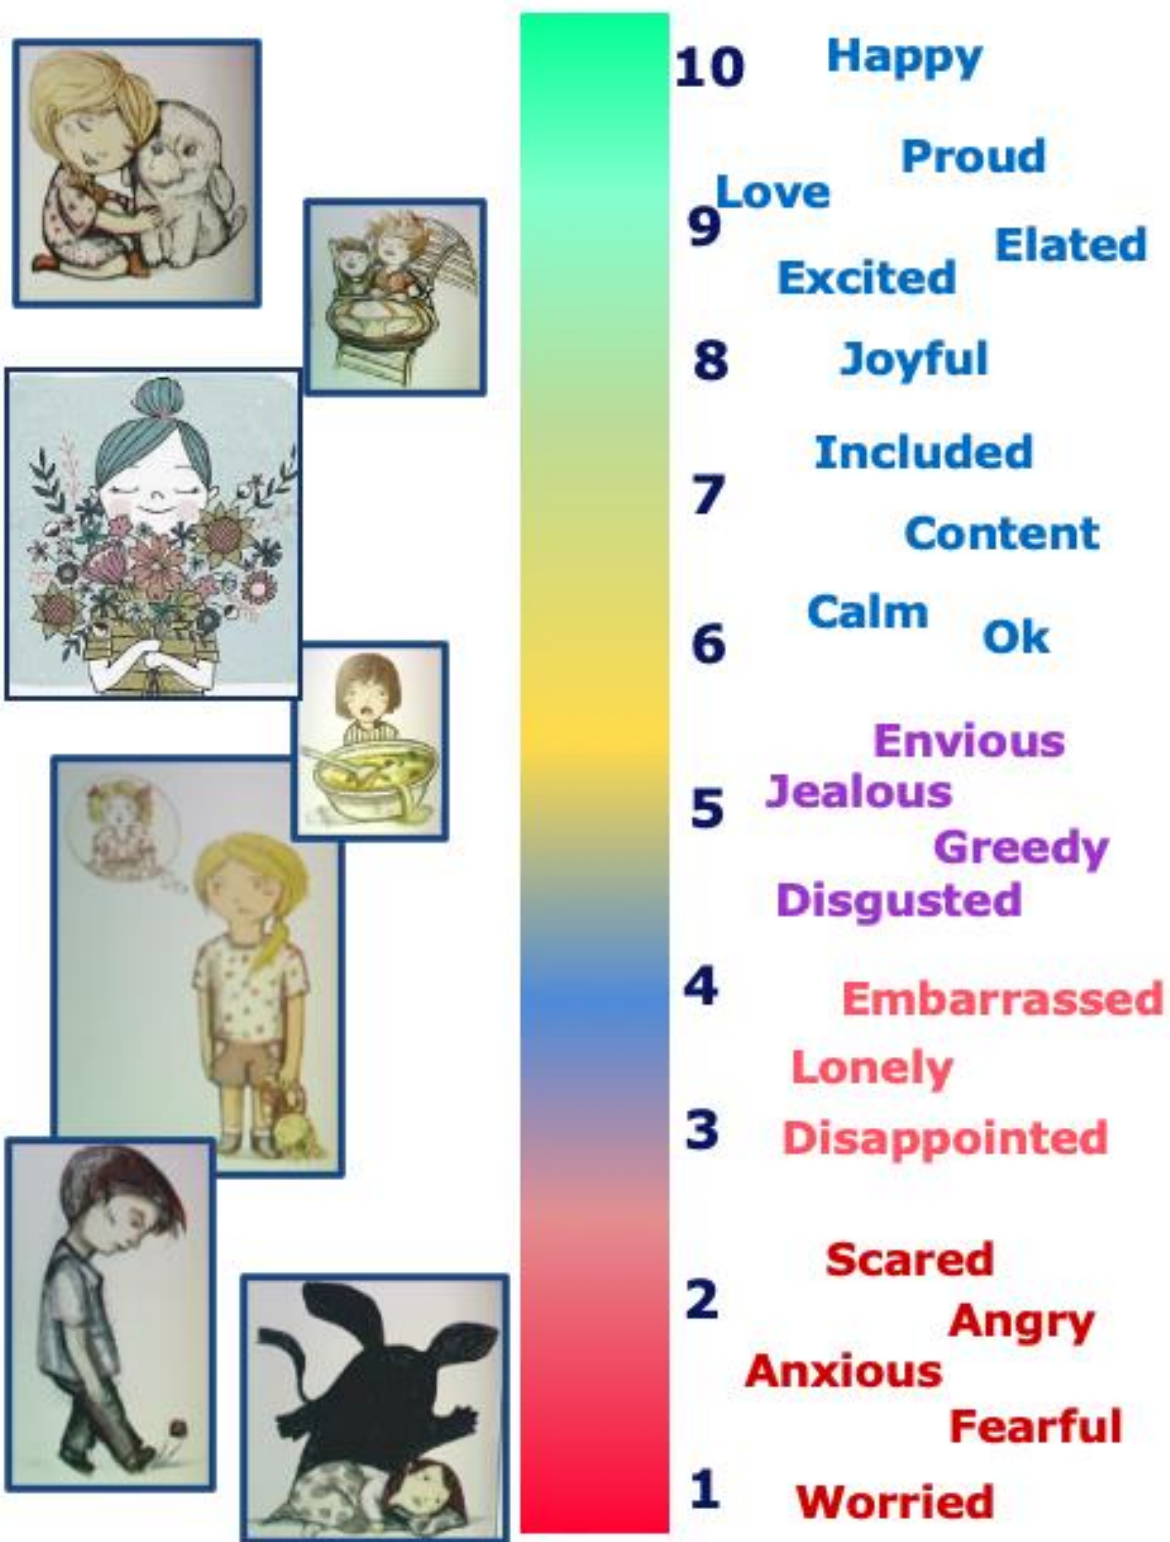 10 Happy
Proud
Love
9
Elated
Excited
8 Joyful
Included
7
Content
Calm
6 Ok
Envious
Jealous
5
Greedy
Disgusted
4 Embarrassed
Lonely
3 Disappointed
Scared
2
Angry
Anxious
Fearful
1 Worried